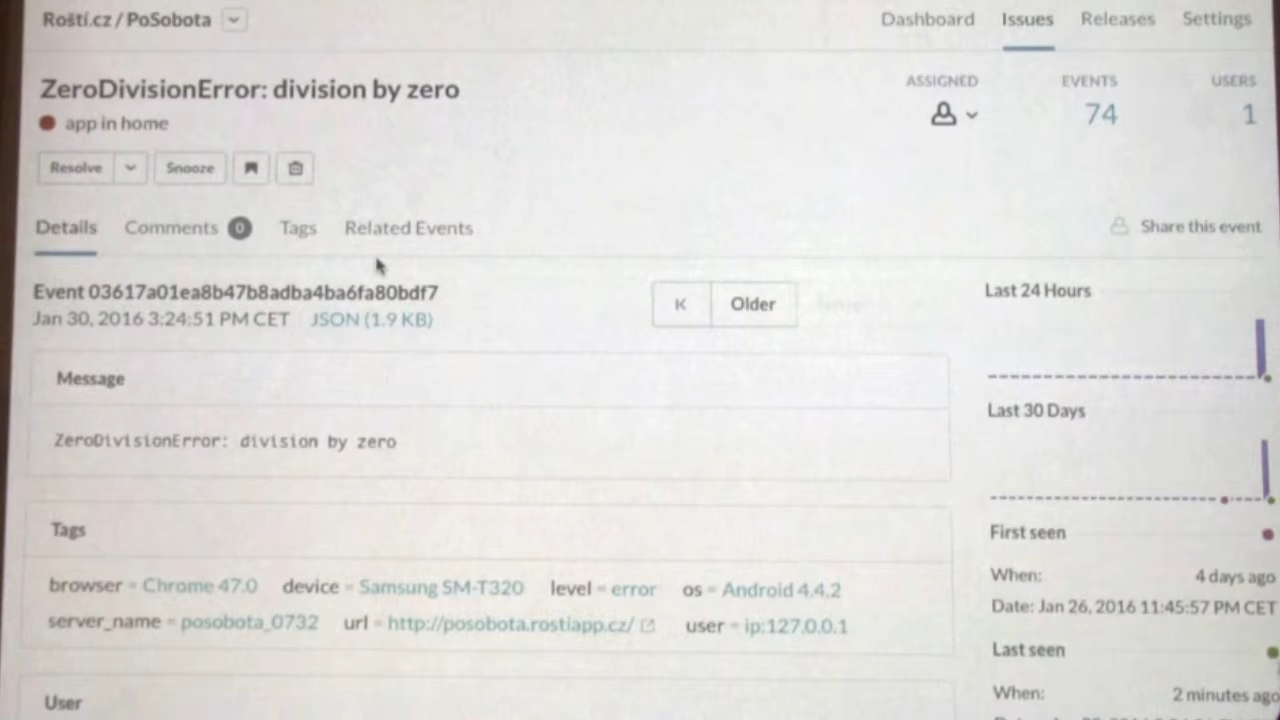 Roští.cz / PoSobota
Dashboard Issues Releases Settings
ZeroDivisionError: division by zero
app in home
ASSIGNED EVENTS USERS
74 1
Resolve Snooze
Details Comments 0 Tags Related Events
Share this event
Event 03617a01ea8b47b8adba4ba6fa80bdf7
Jan 30, 2016 3:24:51 PM CET JSON (1.9 KB)
Older
Message
ZeroDivisionError: division by zero
Tags
browser = Chrome 47.0 device = Samsung SM-T320 level = error os = Android 4.4.2
server_name = posobota_0732 url = http://posobota.rostiapp.cz/ user = ip:127.0.0.1
User
Last 24 Hours
Last 30 Days
First seen
When: 4 days ago
Date: Jan 26, 2016 11:45:57 PM CET
Last seen
When: 2 minutes ago